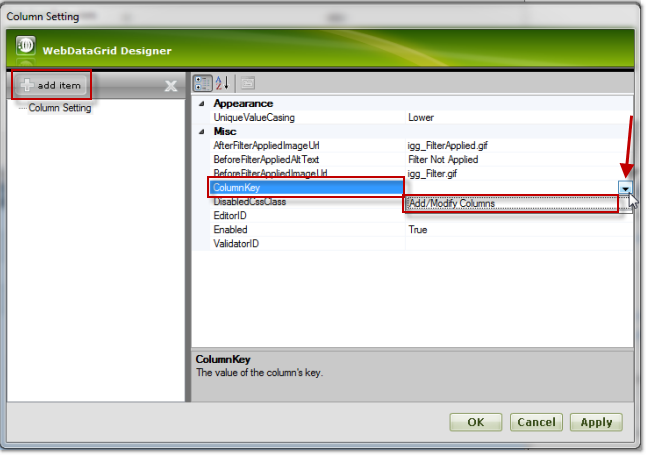 Column Setting
WebDataGrid Designer
add item
Column Setting
Appearance
UniqueValueCasing Lower
Misc
AfterFilterAppliedImageUrl igg_FilterApplied.gif
BeforeFilterAppliedAltText Filter Not Applied
BeforeFilterAppliedImageUrl igg_Filter.gif
ColumnKey
DisabledCssClass Add/Modify Columns
EditorID
Enabled True
ValidatorID
ColumnKey
The value of the column's key.
OK Cancel Apply